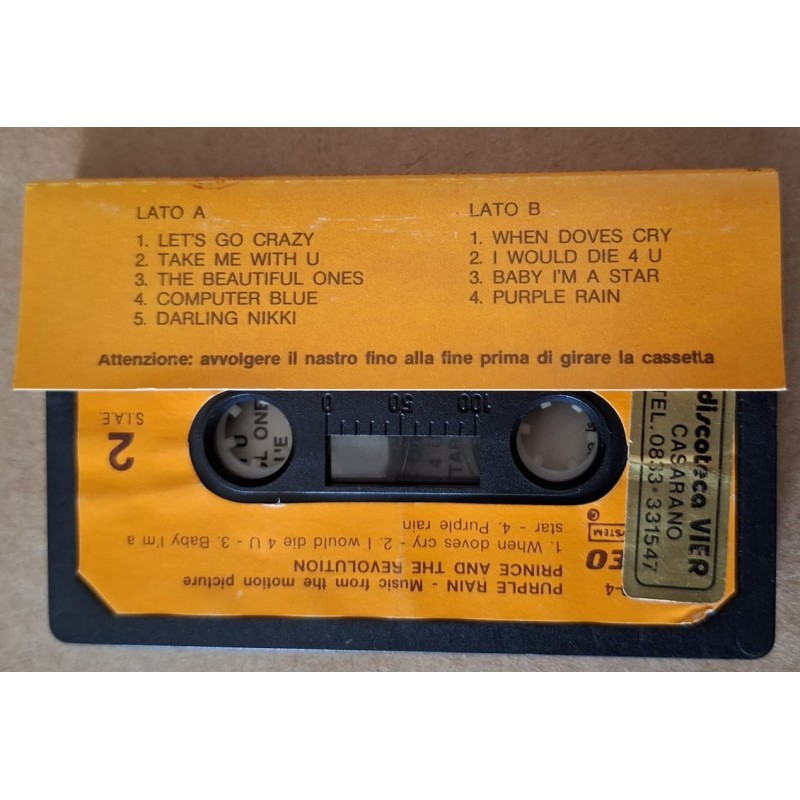 LATO A
1. LET'S GO CRAZY
2. TAKE ME WITH U
3. THE BEAUTIFUL ONES
4. COMPUTER BLUE
5. DARLING NIKKI
LATO B
1. WHEN DOVES CRY
2. I WOULD DIE 4 U
3. BABY I'M A STAR
4. PURPLE RAIN
Attenzione: avvolgere il nastro fino alla fine prima di girare la cassetta
PURPLE RAIN - Music from the motion picture
PRINCE AND THE REVOLUTION
1. When doves cry - 2. I would die 4 U - 3. Baby I'm a
star - 4. Purple rain
2
S.I.A.E.
100 50 0
discoteca VIER
CASARANO
TEL. 0833·331547